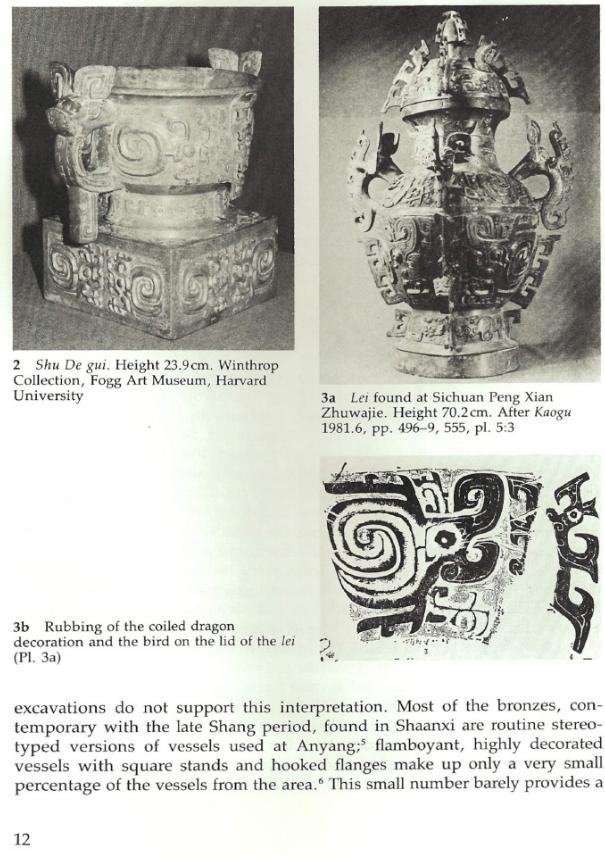 2 Shu De gui. Height 23.9cm. Winthrop
Collection, Fogg Art Museum, Harvard
University
3a Lei found at Sichuan Peng Xian
Zhuwajie. Height 70.2cm. After Kaogu
1981.6, pp. 496–9, 555, pl. 5:3
3b Rubbing of the coiled dragon
decoration and the bird on the lid of the lei
(Pl. 3a)
excavations do not support this interpretation. Most of the bronzes, con-
temporary with the late Shang period, found in Shaanxi are routine stereo-
typed versions of vessels used at Anyang;⁵ flamboyant, highly decorated
vessels with square stands and hooked flanges make up only a very small
percentage of the vessels from the area.⁶ This small number barely provides a
12